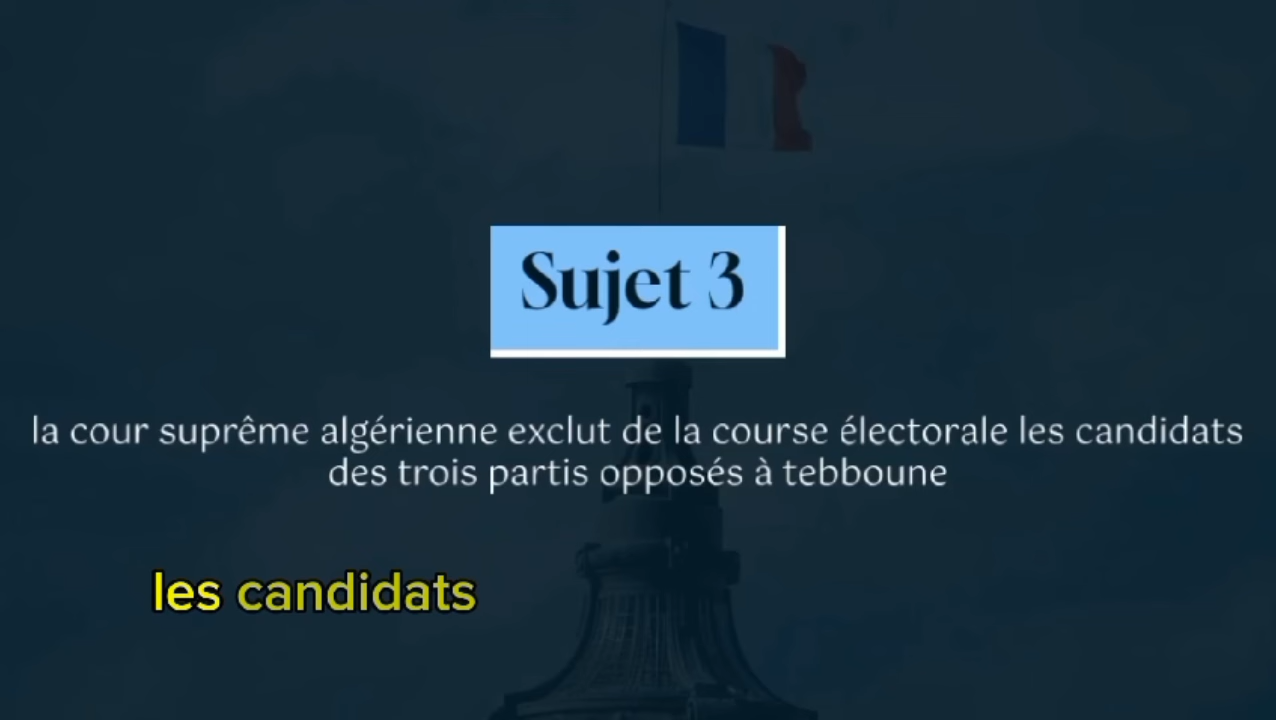 Sujet 3
la cour suprême algérienne exclut de la course électorale les candidats
des trois partis opposés à tebboune
les candidats